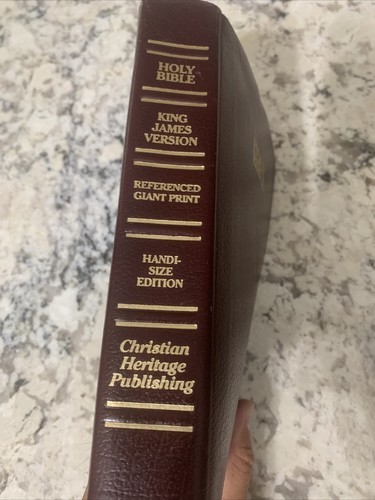 HOLY
BIBLE
KING
JAMES
VERSION
REFERENCED
GIANT PRINT
HANDI-
SIZE
EDITION
Christian
Heritage
Publishing